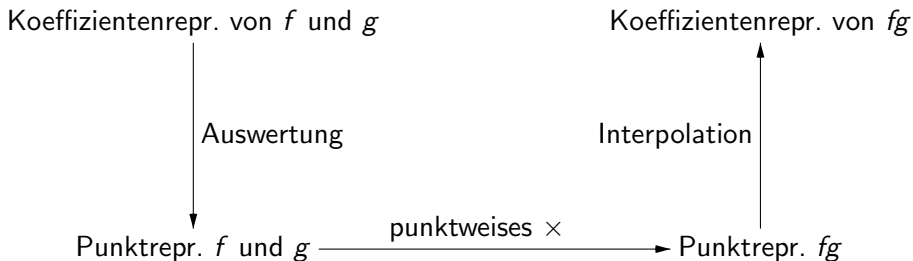 Koeffizientenrepr. von f und g
Koeffizientenrepr. von fg
Auswertung
Interpolation
Punktrepr. f und g
punktweises ×
Punktrepr. fg